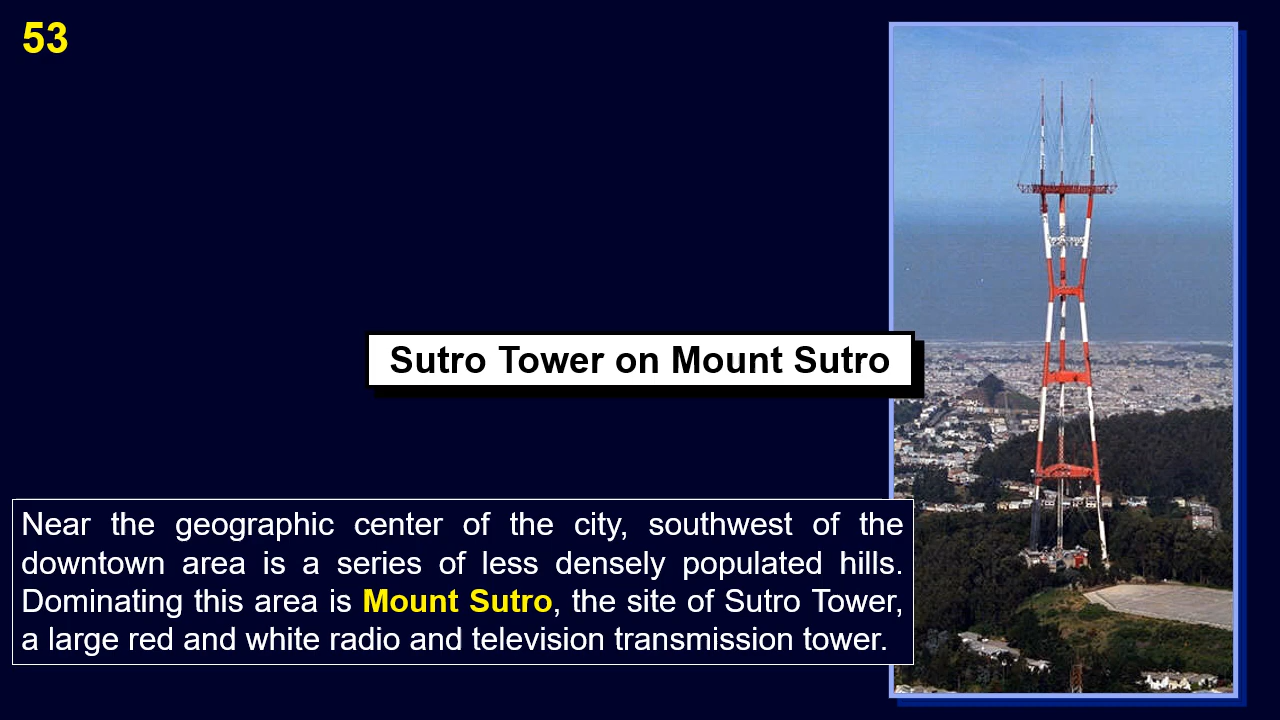 53
Sutro Tower on Mount Sutro
Near the geographic center of the city, southwest of the
downtown area is a series of less densely populated hills.
Dominating this area is Mount Sutro, the site of Sutro Tower,
a large red and white radio and television transmission tower.